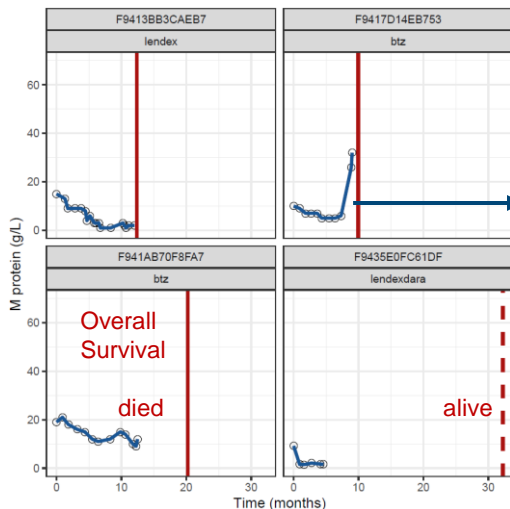 F9413BB3CAEB7
F9417D14EB753
lendex
btz
60
40
20
0
F941AB70F8FA7
F9435E0FC61DF
btz
lendexdara
60
40
20
0
Overall
Survival
died
alive
0
10
20
30
0
10
20
30
M protein (g/L)
Time (months)